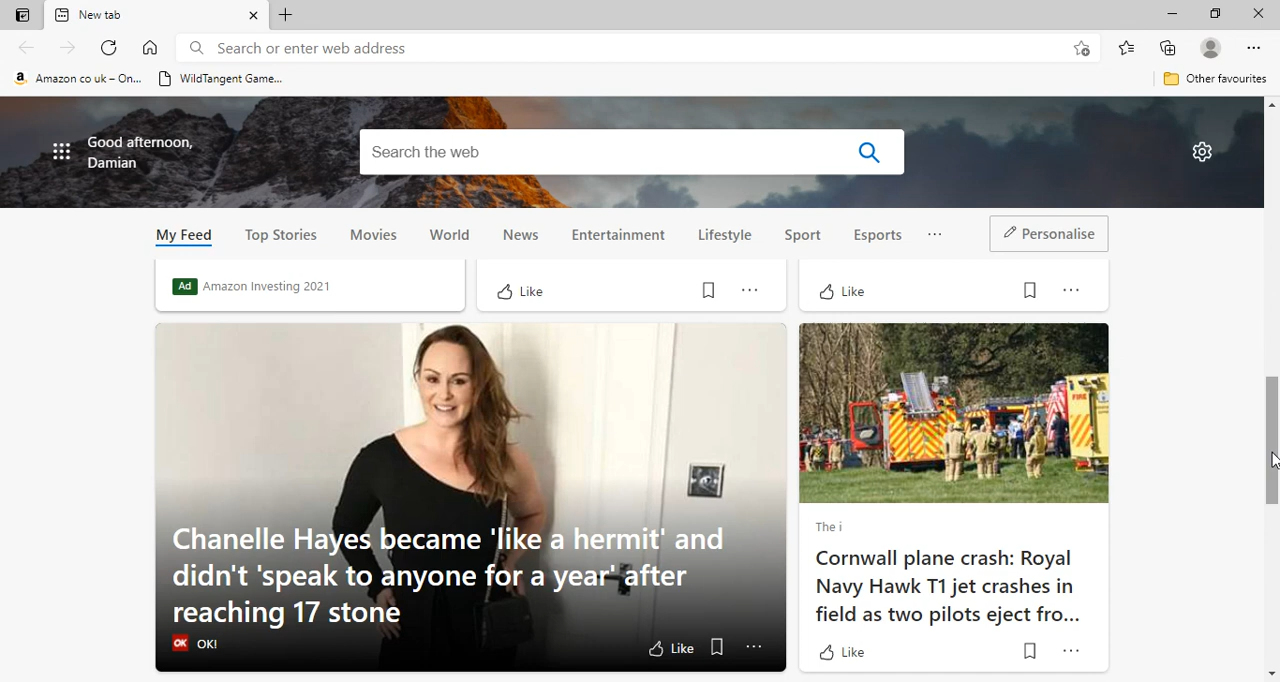 New tab
Search or enter web address
Amazon co uk – On...
WildTangent Game...
Other favourites
Good afternoon,
Damian
Search the web
My Feed
Top Stories
Movies
World
News
Entertainment
Lifestyle
Sport
Esports
...
Personalise
Ad Amazon Investing 2021
Like
Like
FIRE
Chanelle Hayes became 'like a hermit' and
didn't 'speak to anyone for a year' after
reaching 17 stone
OK OK!
Like
The i
Cornwall plane crash: Royal
Navy Hawk T1 jet crashes in
field as two pilots eject fro...
Like